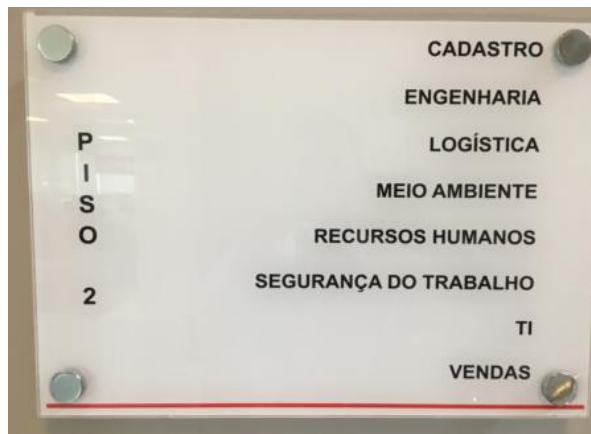 PISO 2
CADASTRO
ENGENHARIA
LOGÍSTICA
MEIO AMBIENTE
RECURSOS HUMANOS
SEGURANÇA DO TRABALHO
TI
VENDAS